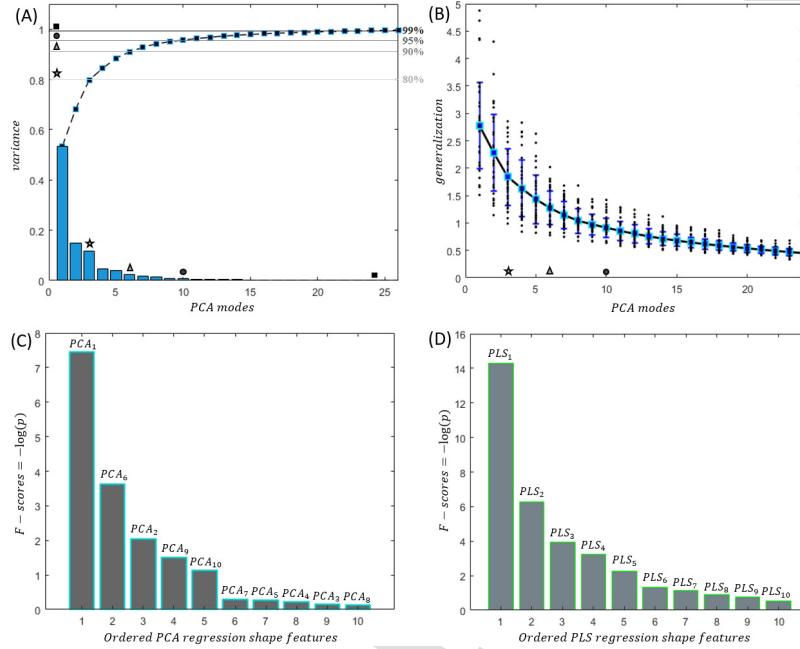 (A)
1
0.8
0.6
0.4
0.2
0
variance
99%
95%
90%
80%
0 5 10 15 20 25
PCA modes
(B)
5
4.5
4
3.5
3
2.5
2
1.5
1
0.5
0
generalization
0 5 10 15 20
PCA modes
(C)
8
7
6
5
4
3
2
1
0
F − scores = −log(p)
PCA₁
PCA₆
PCA₂
PCA₉
PCA₁₀
PCA₇ PCA₅ PCA₄ PCA₃ PCA₈
1 2 3 4 5 6 7 8 9 10
Ordered PCA regression shape features
(D)
16
14
12
10
8
6
4
2
0
F − scores = −log(p)
PLS₁
PLS₂
PLS₃
PLS₄
PLS₅
PLS₆
PLS₇
PLS₈ PLS₉
PLS₁₀
1 2 3 4 5 6 7 8 9 10
Ordered PLS regression shape features